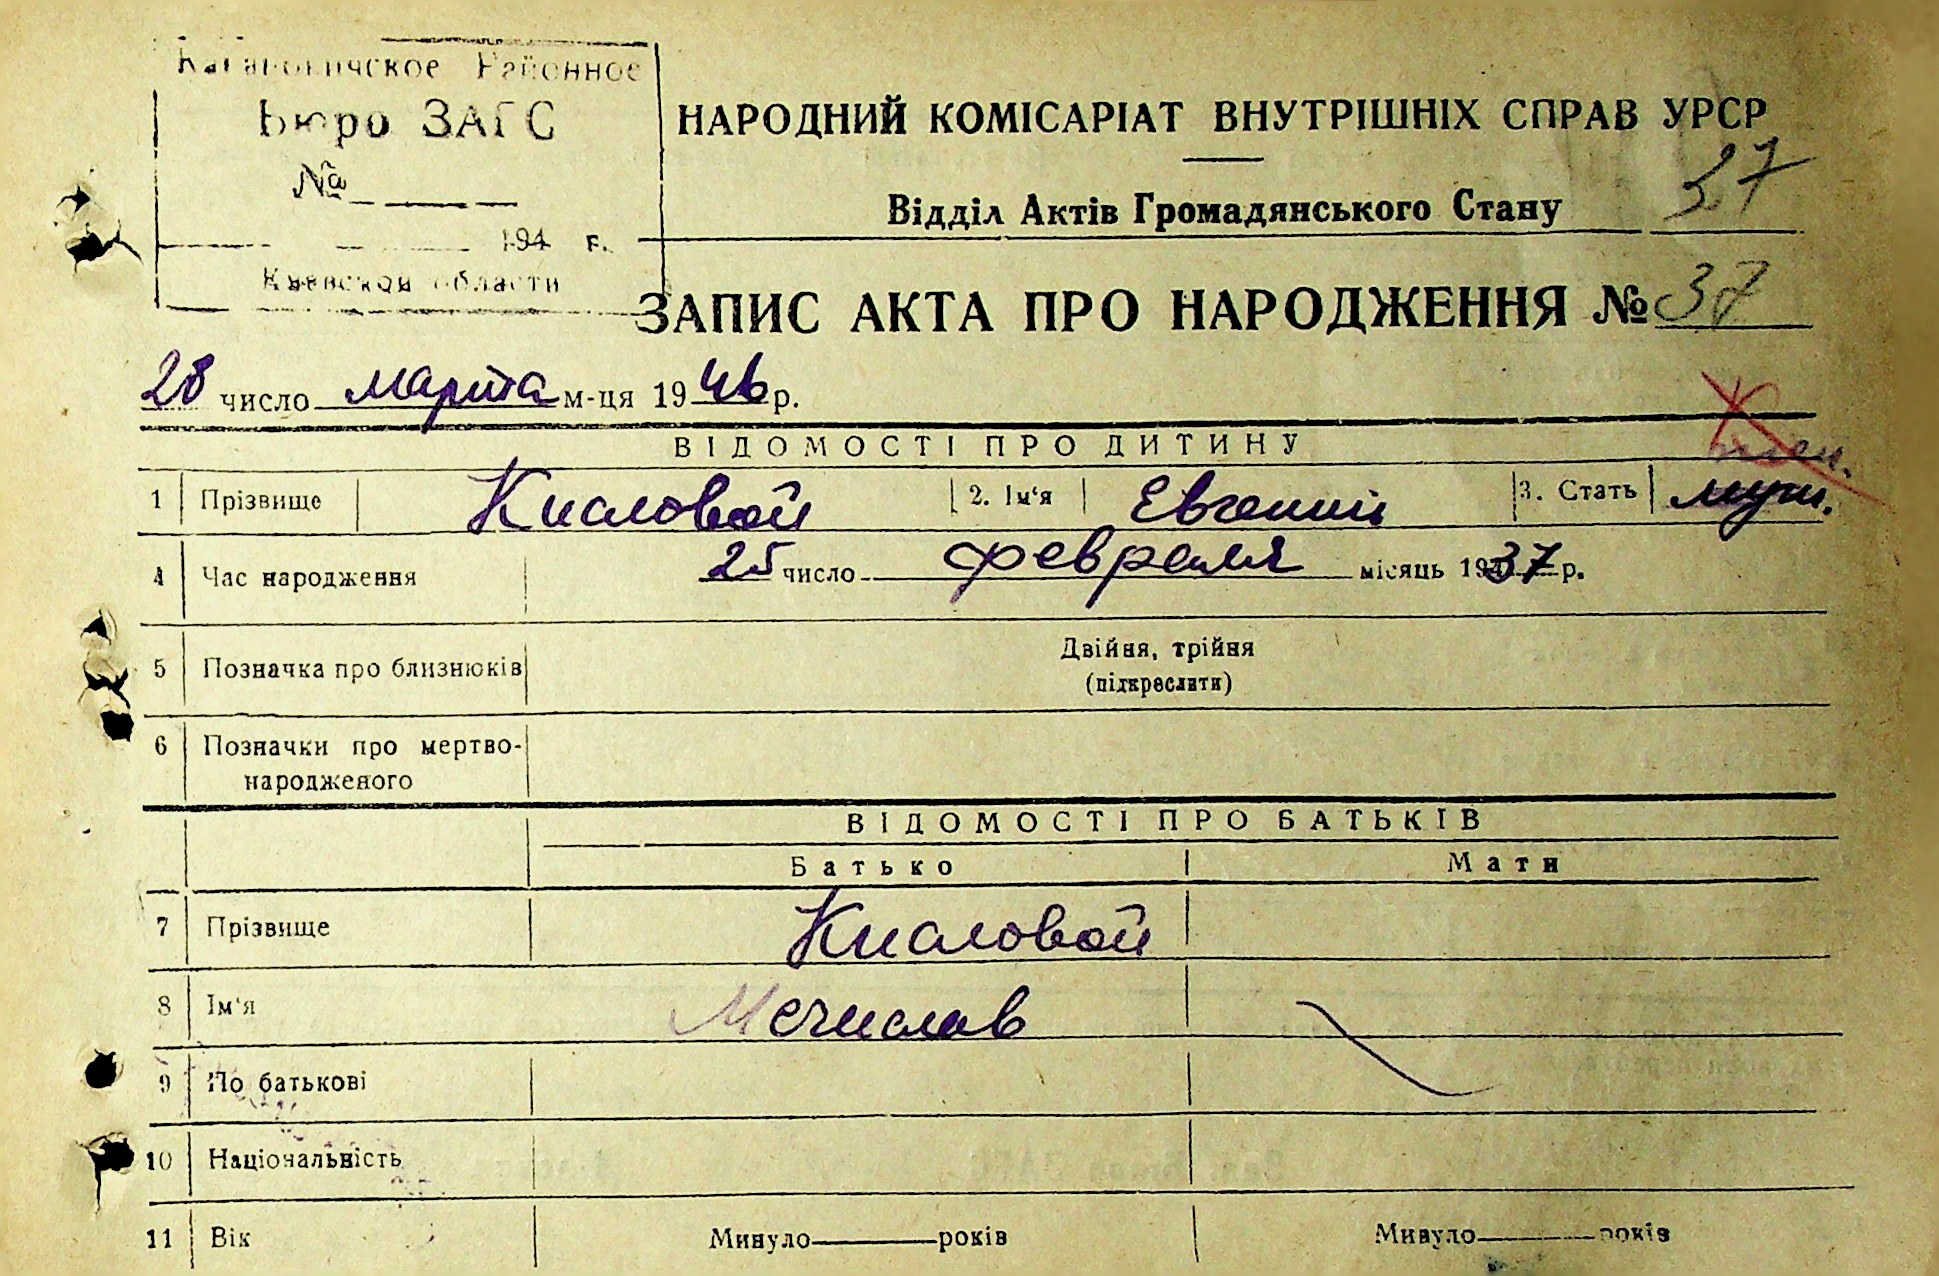 Кагановичское Районное
Бюро ЗАГС
№
194 г.
Киевской области
НАРОДНИЙ КОМІСАРІАТ ВНУТРІШНІХ СПРАВ УРСР
Відділ Актів Громадянського Стану 37
ЗАПИС АКТА ПРО НАРОДЖЕННЯ № 37
28 число марта м-ця 1946 р.
ВІДОМОСТІ ПРО ДИТИНУ
1 Прізвище Кисловой 2. Ім'я Евгений 3. Стать муж.
4 Час народження 25 число февраля місяць 1937 р.
5 Позначка про близнюків Двійня, трійня
(підкреслити)
6 Позначки про мертво-
народженого
ВІДОМОСТІ ПРО БАТЬКІВ
Батько Мати
7 Прізвище Кисловой
8 Ім'я Мечислав
9 По батькові
10 Національність
11 Вік Минуло років Минуло років